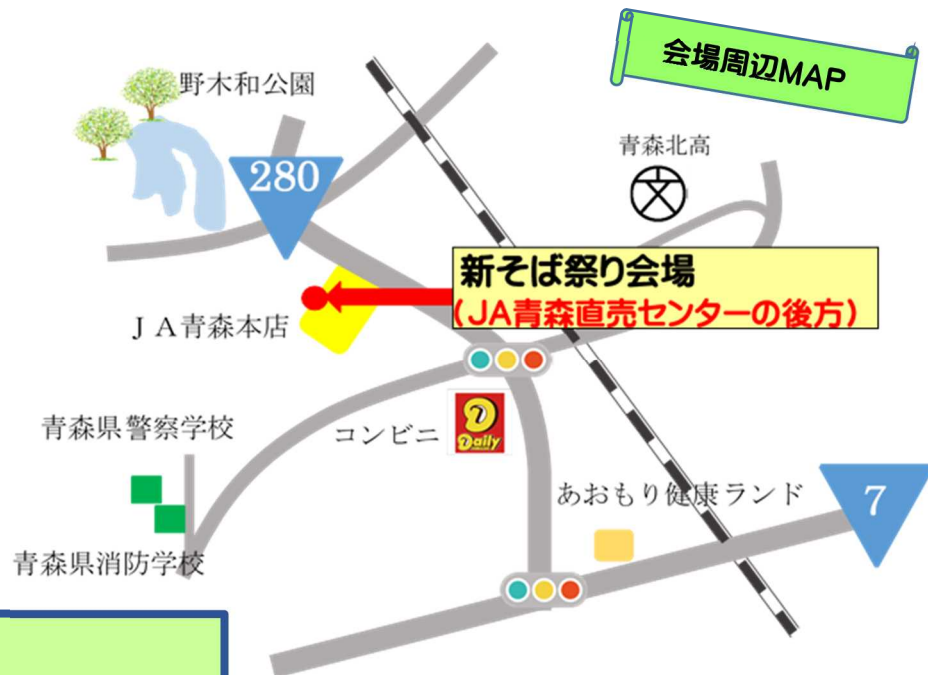 会場周辺MAP
野木和公園
280
青森北高
文
新そば祭り会場
(JA青森直売センターの後方)
ＪＡ青森本店
青森県警察学校
コンビニ
D
Daily
あおもり健康ランド
7
青森県消防学校